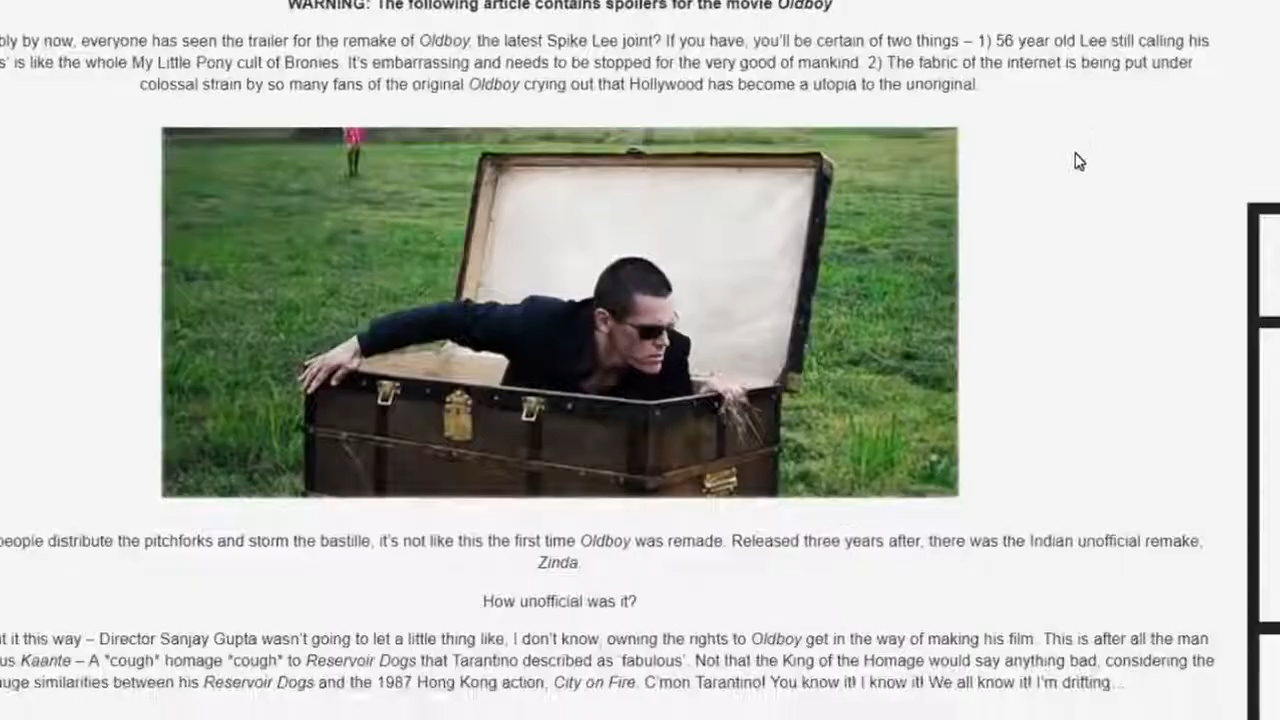 WARNING: The following article contains spoilers for the movie Oldboy
by now, everyone has seen the trailer for the remake of Oldboy, the latest Spike Lee joint? If you have, you'll be certain of two things – 1) 56 year old Lee still calling his
is like the whole My Little Pony cult of Bronies. It's embarrassing and needs to be stopped for the very good of mankind. 2) The fabric of the internet is being put under
colossal strain by so many fans of the original Oldboy crying out that Hollywood has become a utopia to the unoriginal.
people distribute the pitchforks and storm the bastille, it's not like this the first time Oldboy was remade. Released three years after, there was the Indian unofficial remake,
Zinda.
How unofficial was it?
it this way – Director Sanjay Gupta wasn't going to let a little thing like, I don't know, owning the rights to Oldboy get in the way of making his film. This is after all the man
us Kaante – A *cough* homage *cough* to Reservoir Dogs that Tarantino described as 'fabulous'. Not that the King of the Homage would say anything bad, considering the
huge similarities between his Reservoir Dogs and the 1987 Hong Kong action, City on Fire. C'mon Tarantino! You know it! I know it! We all know it! I'm drifting...